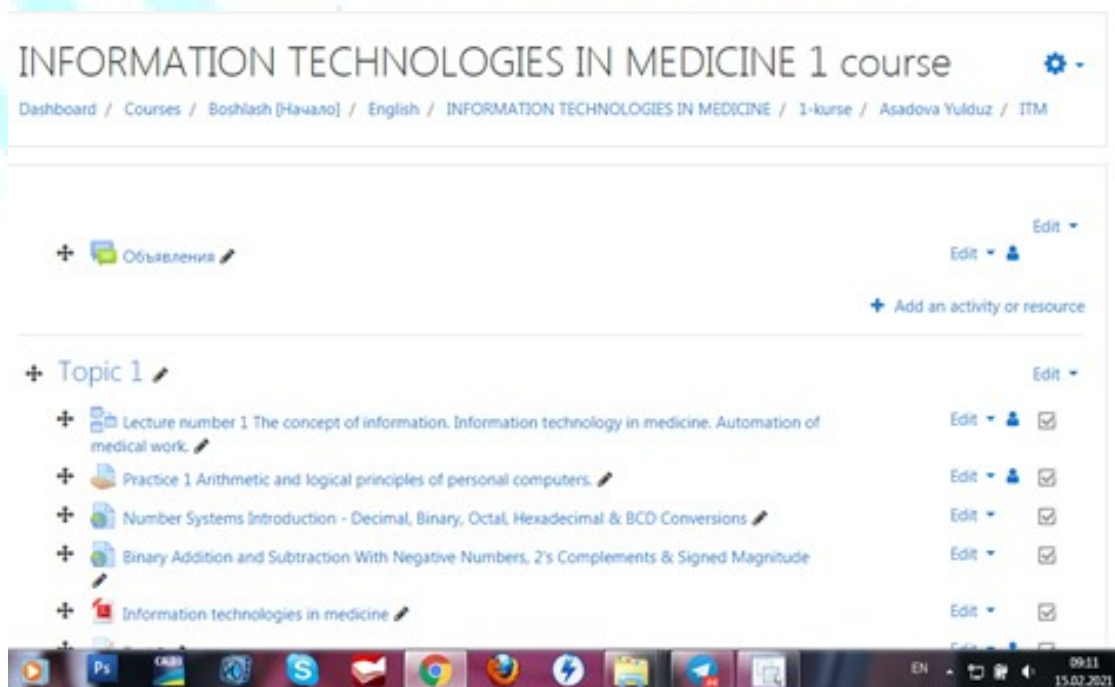 INFORMATION TECHNOLOGIES IN MEDICINE 1 course
Dashboard / Courses / Boshlash [Начало] / English / INFORMATION TECHNOLOGIES IN MEDICINE / 1-kurse / Asadova Yulduz / ITM
Edit
Объявления Edit
Add an activity or resource
Topic 1 Edit
Lecture number 1 The concept of information. Information technology in medicine. Automation of Edit
medical work.
Practice 1 Arithmetic and logical principles of personal computers. Edit
Number Systems Introduction - Decimal, Binary, Octal, Hexadecimal & BCD Conversions Edit
Binary Addition and Subtraction With Negative Numbers, 2's Complements & Signed Magnitude Edit
Information technologies in medicine Edit
Ps EN 09:11
15.02.2021